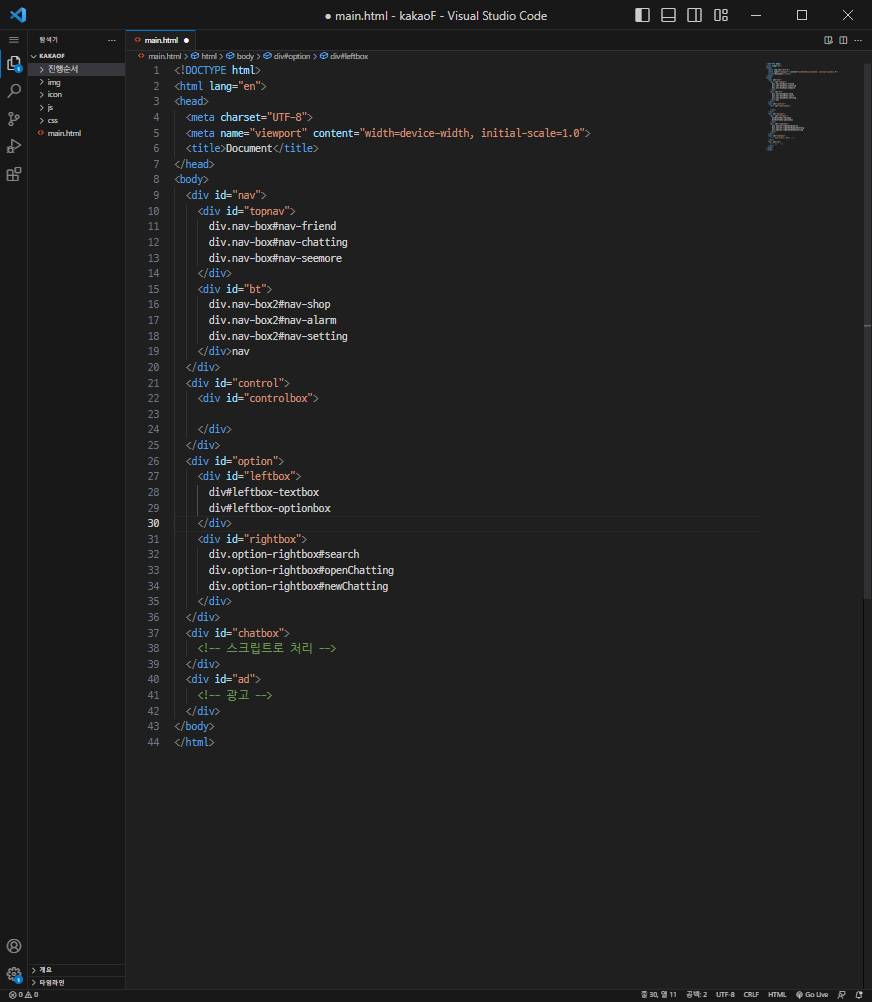 ● main.html - kakaoF - Visual Studio Code
탐색기 ...
KAKAOF
진행순서
img
icon
js
css
main.html
main.html ●
main.html > html > body > div#option > div#leftbox
1 <!DOCTYPE html>
2 <html lang="en">
3 <head>
4 <meta charset="UTF-8">
5 <meta name="viewport" content="width=device-width, initial-scale=1.0">
6 <title>Document</title>
7 </head>
8 <body>
9 <div id="nav">
10 <div id="topnav">
11 div.nav-box#nav-friend
12 div.nav-box#nav-chatting
13 div.nav-box#nav-seemore
14 </div>
15 <div id="bt">
16 div.nav-box2#nav-shop
17 div.nav-box2#nav-alarm
18 div.nav-box2#nav-setting
19 </div>nav
20 </div>
21 <div id="control">
22 <div id="controlbox">
23
24 </div>
25 </div>
26 <div id="option">
27 <div id="leftbox">
28 div#leftbox-textbox
29 div#leftbox-optionbox
30 </div>
31 <div id="rightbox">
32 div.option-rightbox#search
33 div.option-rightbox#openChatting
34 div.option-rightbox#newChatting
35 </div>
36 </div>
37 <div id="chatbox">
38 <!-- 스크립트로 처리 -->
39 </div>
40 <div id="ad">
41 <!-- 광고 -->
42 </div>
43 </body>
44 </html>
개요
타임라인
0 0 줄 30, 열 11 공백: 2 UTF-8 CRLF HTML Go Live